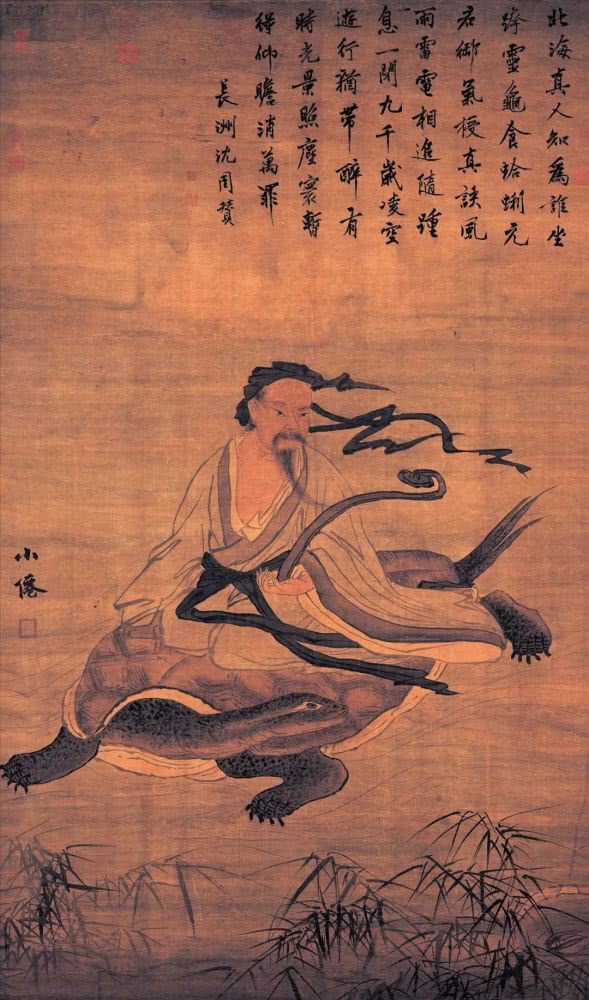 北海真人知為誰坐
跨靈龜食蛤蜊元
君御氣授真訣風
雨雷電相追隨踵
息一閉九千歲凌空
遊行猶帶醉有
時光景照塵寰暫
得仰瞻消萬罪
長洲沈周贊
小僊